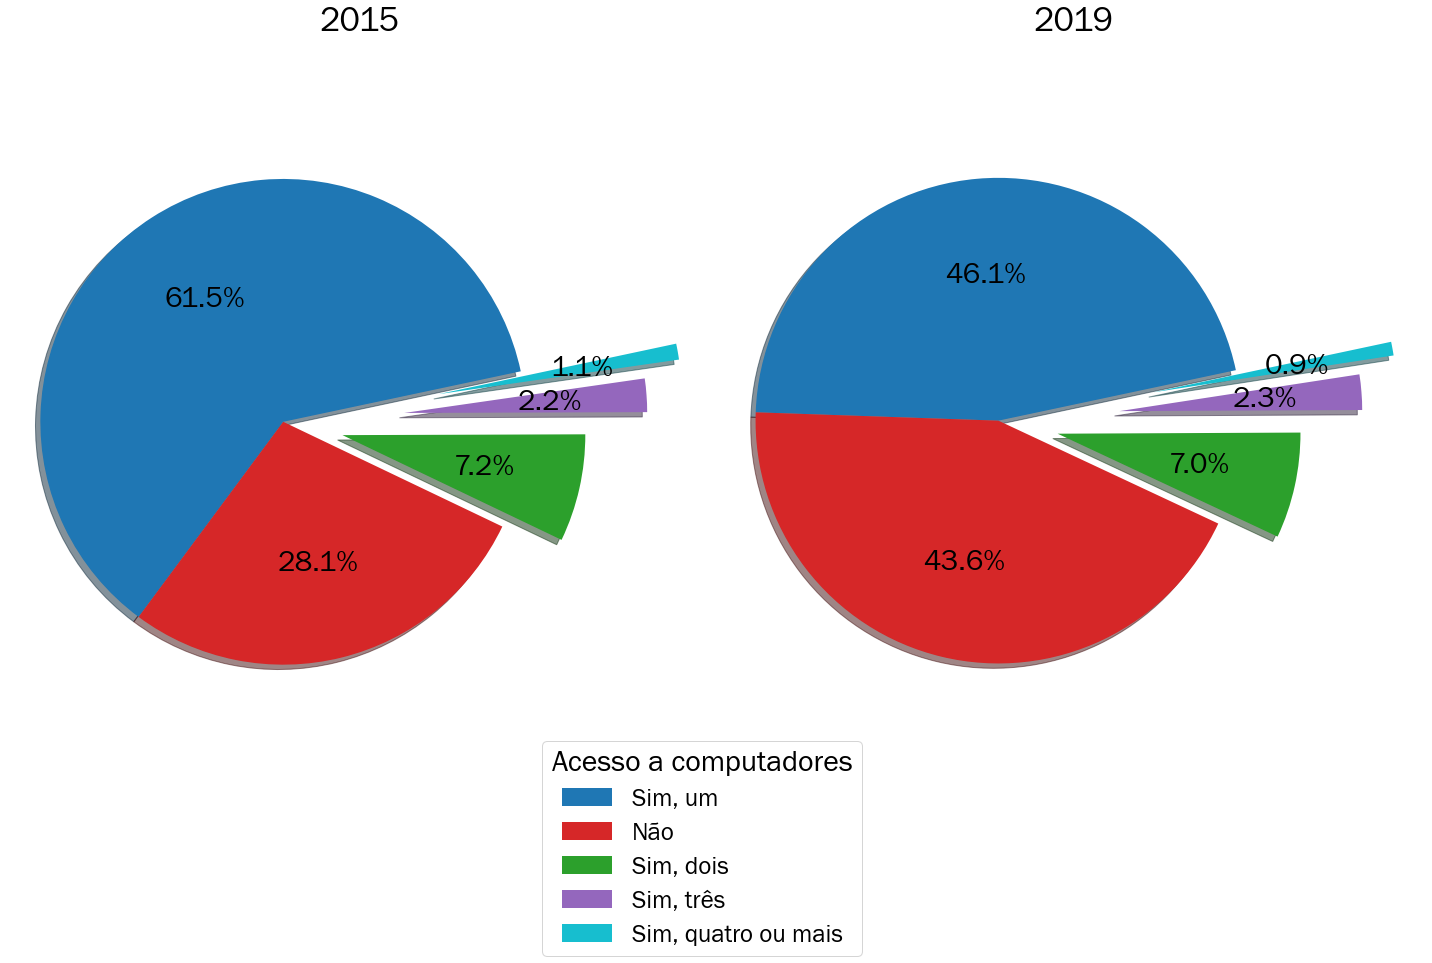 2015
61.5%
1.1%
2.2%
7.2%
28.1%
2019
46.1%
0.9%
2.3%
7.0%
43.6%
Acesso a computadores
Sim, um
Não
Sim, dois
Sim, três
Sim, quatro ou mais